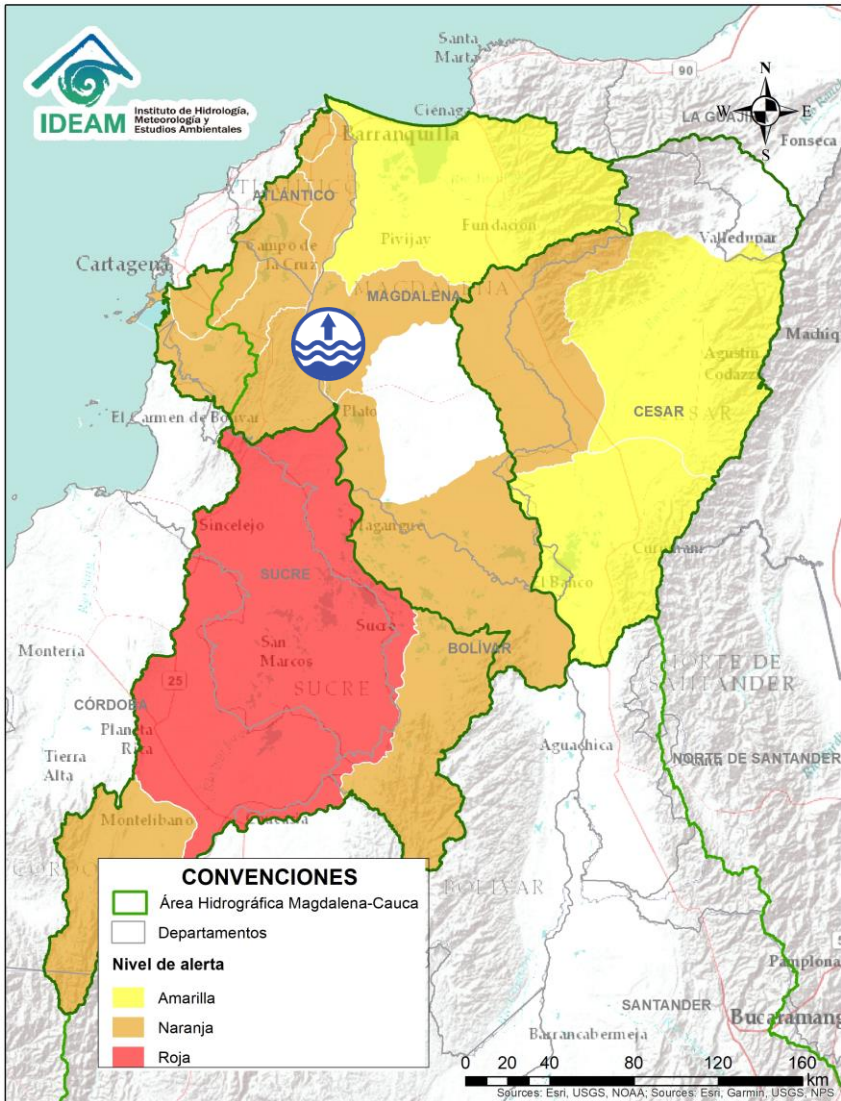 IDEAM
Instituto de Hidrología,
Meteorología y
Estudios Ambientales
Santa
Marta
90
N
W E
S
Ciénaga
LA GUAJIRA
Fonseca
Barranquilla
ATLÁNTICO
Fundación
Pivijay
Valledupar
Campo de
la Cruz
Cartagena
MAGDALENA
MAGDALENA
Agustín
Codazzi
CESAR
El Carmen de Bolívar
Plato
Sincelejo
Magangué
SUCRE
El Banco
Sucre
Montería
San
Marcos
BOLÍVAR
SUCRE
25
NORTE DE
SANTANDER
CÓRDOBA
Planeta
Rica
Tierra
Alta
Aguachica
NORTE DE SANTANDER
Montelíbano
BOLÍVAR
CONVENCIONES
Área Hidrográfica Magdalena-Cauca
Departamentos
Nivel de alerta
Amarilla
Naranja
Roja
Pamplona
SANTANDER
Barrancabermeja
0 20 40 80 120 160
km
Sources: Esri, USGS, NOAA; Sources: Esri, Garmin, USGS, NPS